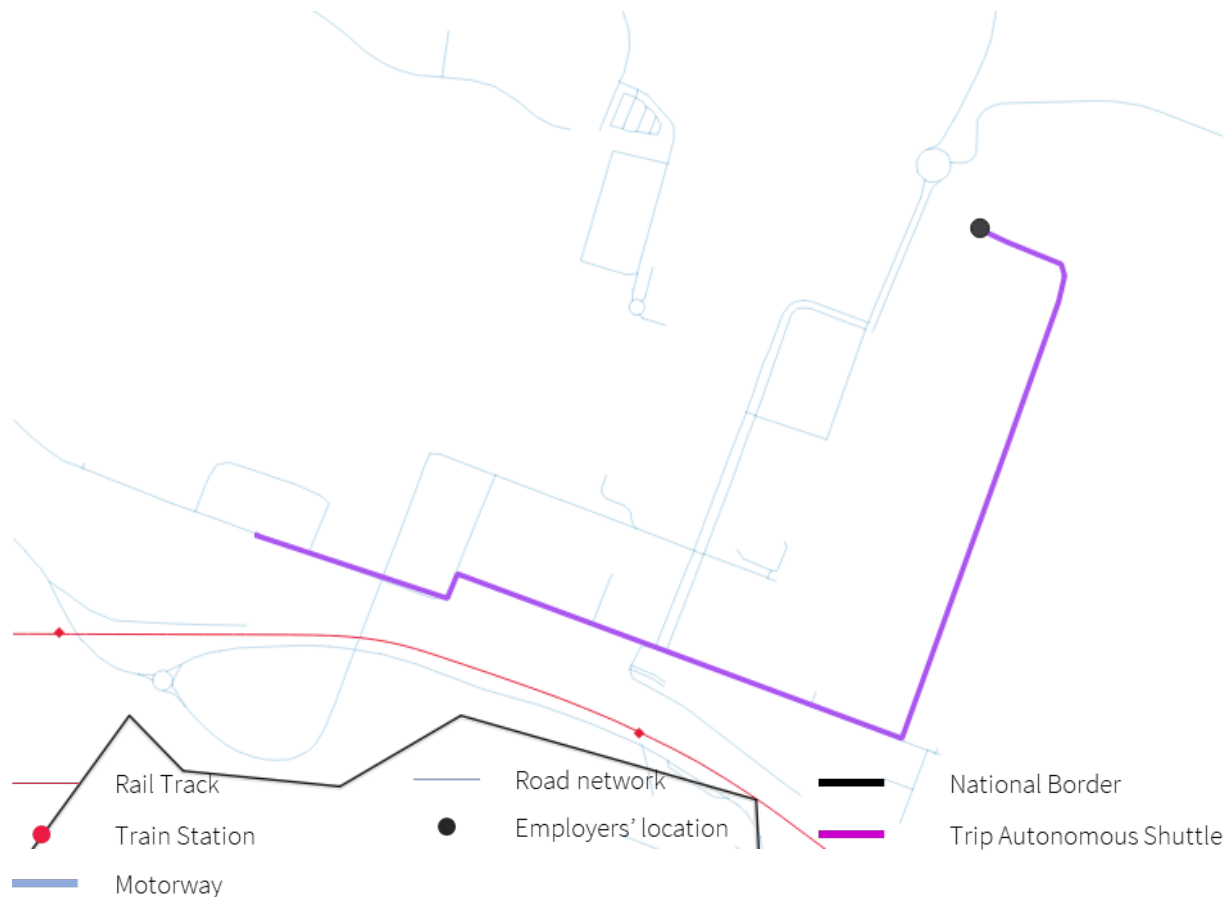 Rail Track
Road network
National Border
Train Station
Employers’ location
Trip Autonomous Shuttle
Motorway